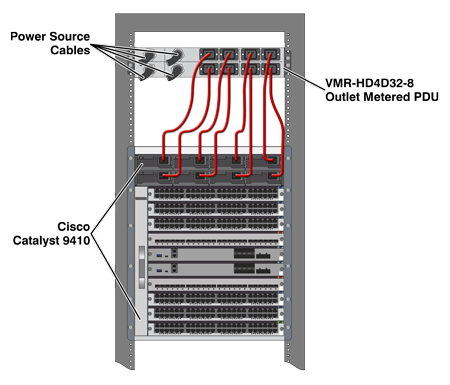 Power Source
Cables
VMR-HD4D32-8
Outlet Metered PDU
Cisco
Catalyst 9410